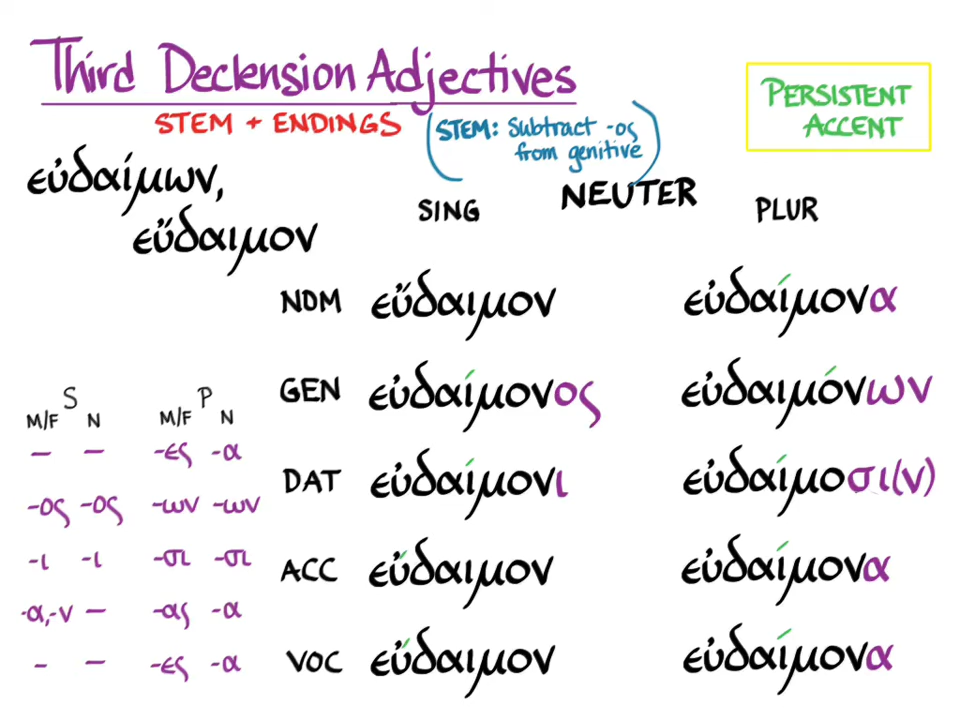 Third Declension Adjectives
PERSISTENT
ACCENT
STEM + ENDINGS
(STEM: Subtract -ος
from genitive)
εὐδαίμων,
εὔδαιμον
SING NEUTER PLUR
NOM εὔδαιμον εὐδαίμονα
GEN εὐδαίμονος εὐδαιμόνων
DAT εὐδαίμονι εὐδαίμοσι(ν)
ACC εὔδαιμον εὐδαίμονα
VOC εὔδαιμον εὐδαίμονα
S P
M/F N M/F N
– – -ες -α
-ος -ος -ων -ων
-ι -ι -σι -σι
-α,-ν – -ας -α
- – -ες -α